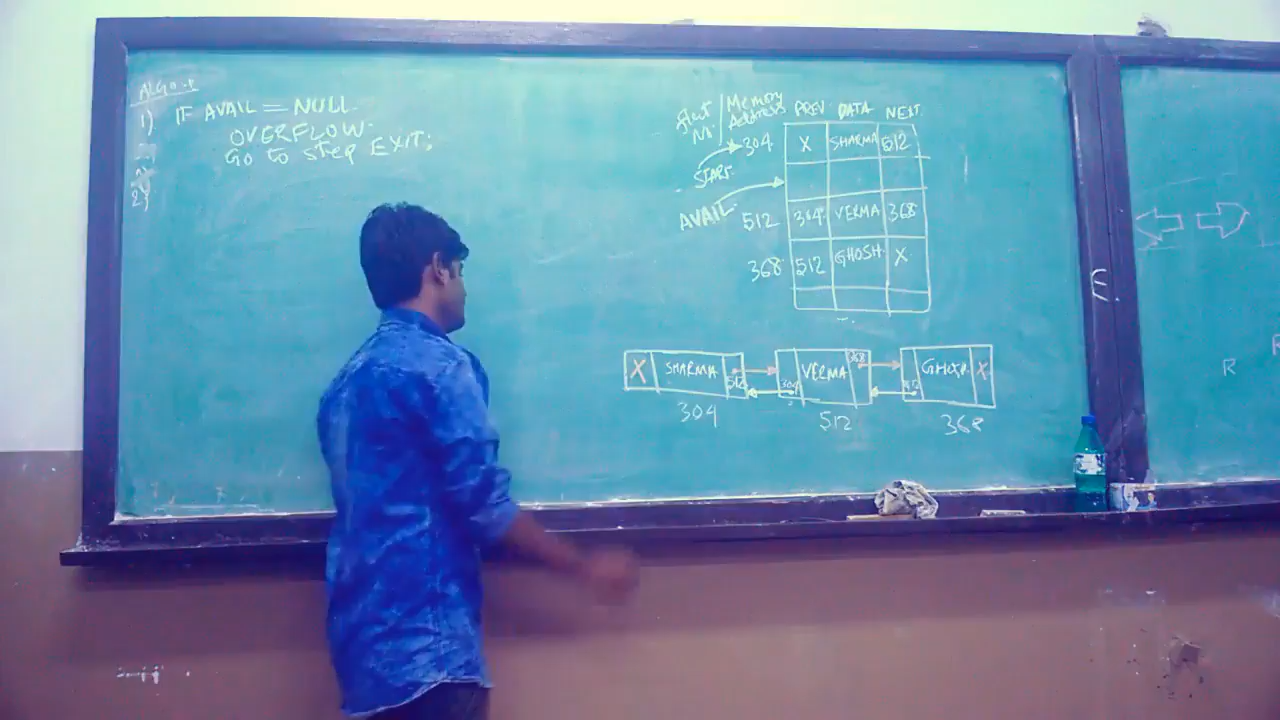 ALGO:-
1) IF AVAIL = NULL.
OVERFLOW.
Go to step EXIT;
2)
Memory Address PREV DATA NEXT
START 304 X SHARMA 512
AVAIL
512 304 VERMA 368
368 512 GHOSH X
X SHARMA 512 304 VERMA 368 512 GHOSH X
304 512 368
E
R